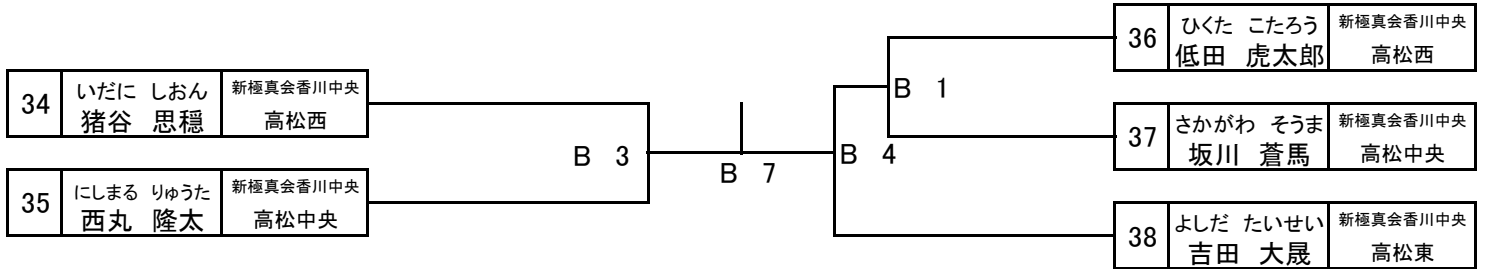 34
いだに しおん
猪谷 思穏
新極真会香川中央
高松西
35
にしまる りゅうた
西丸 隆太
新極真会香川中央
高松中央
B 3
B 7
B 4
B 1
36
ひくた こたろう
低田 虎太郎
新極真会香川中央
高松西
37
さかがわ そうま
坂川 蒼馬
新極真会香川中央
高松中央
38
よしだ たいせい
吉田 大晟
新極真会香川中央
高松東